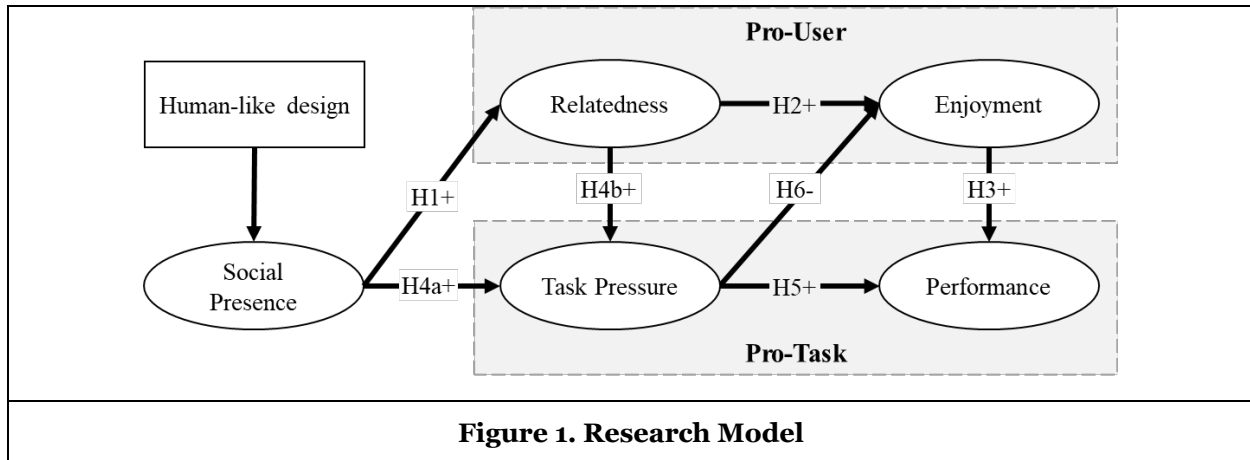 Pro-User
Human-like design
Relatedness
H2+
Enjoyment
H1+
H4b+
H6-
H3+
Social
Presence
H4a+
Task Pressure
H5+
Performance
Pro-Task
Figure 1. Research Model